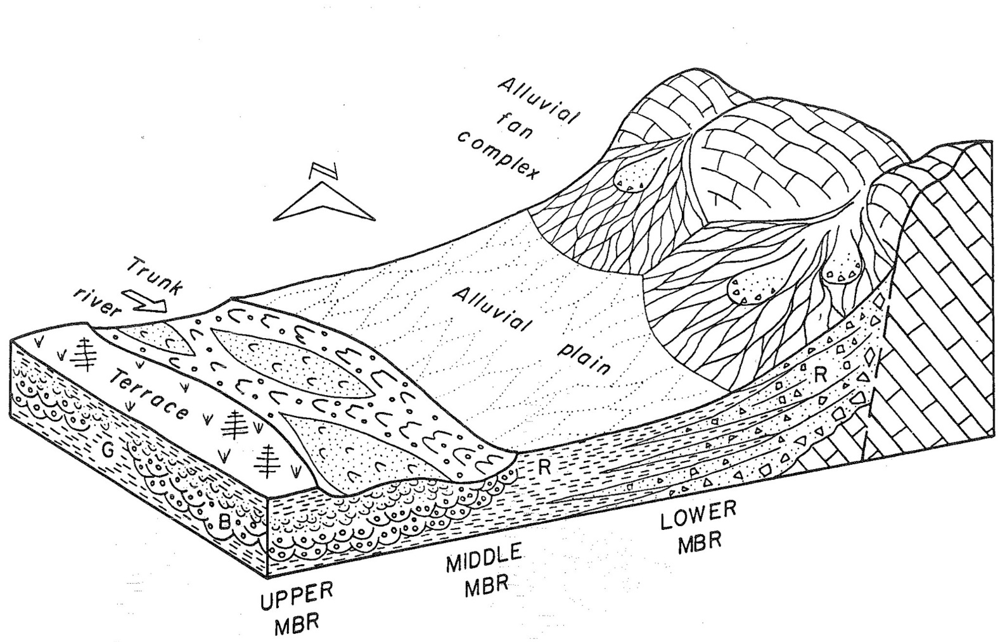 Alluvial
fan
complex
N
Trunk
river
Alluvial
plain
Terrace
R
R
G
B
LOWER
MBR
MIDDLE
MBR
UPPER
MBR